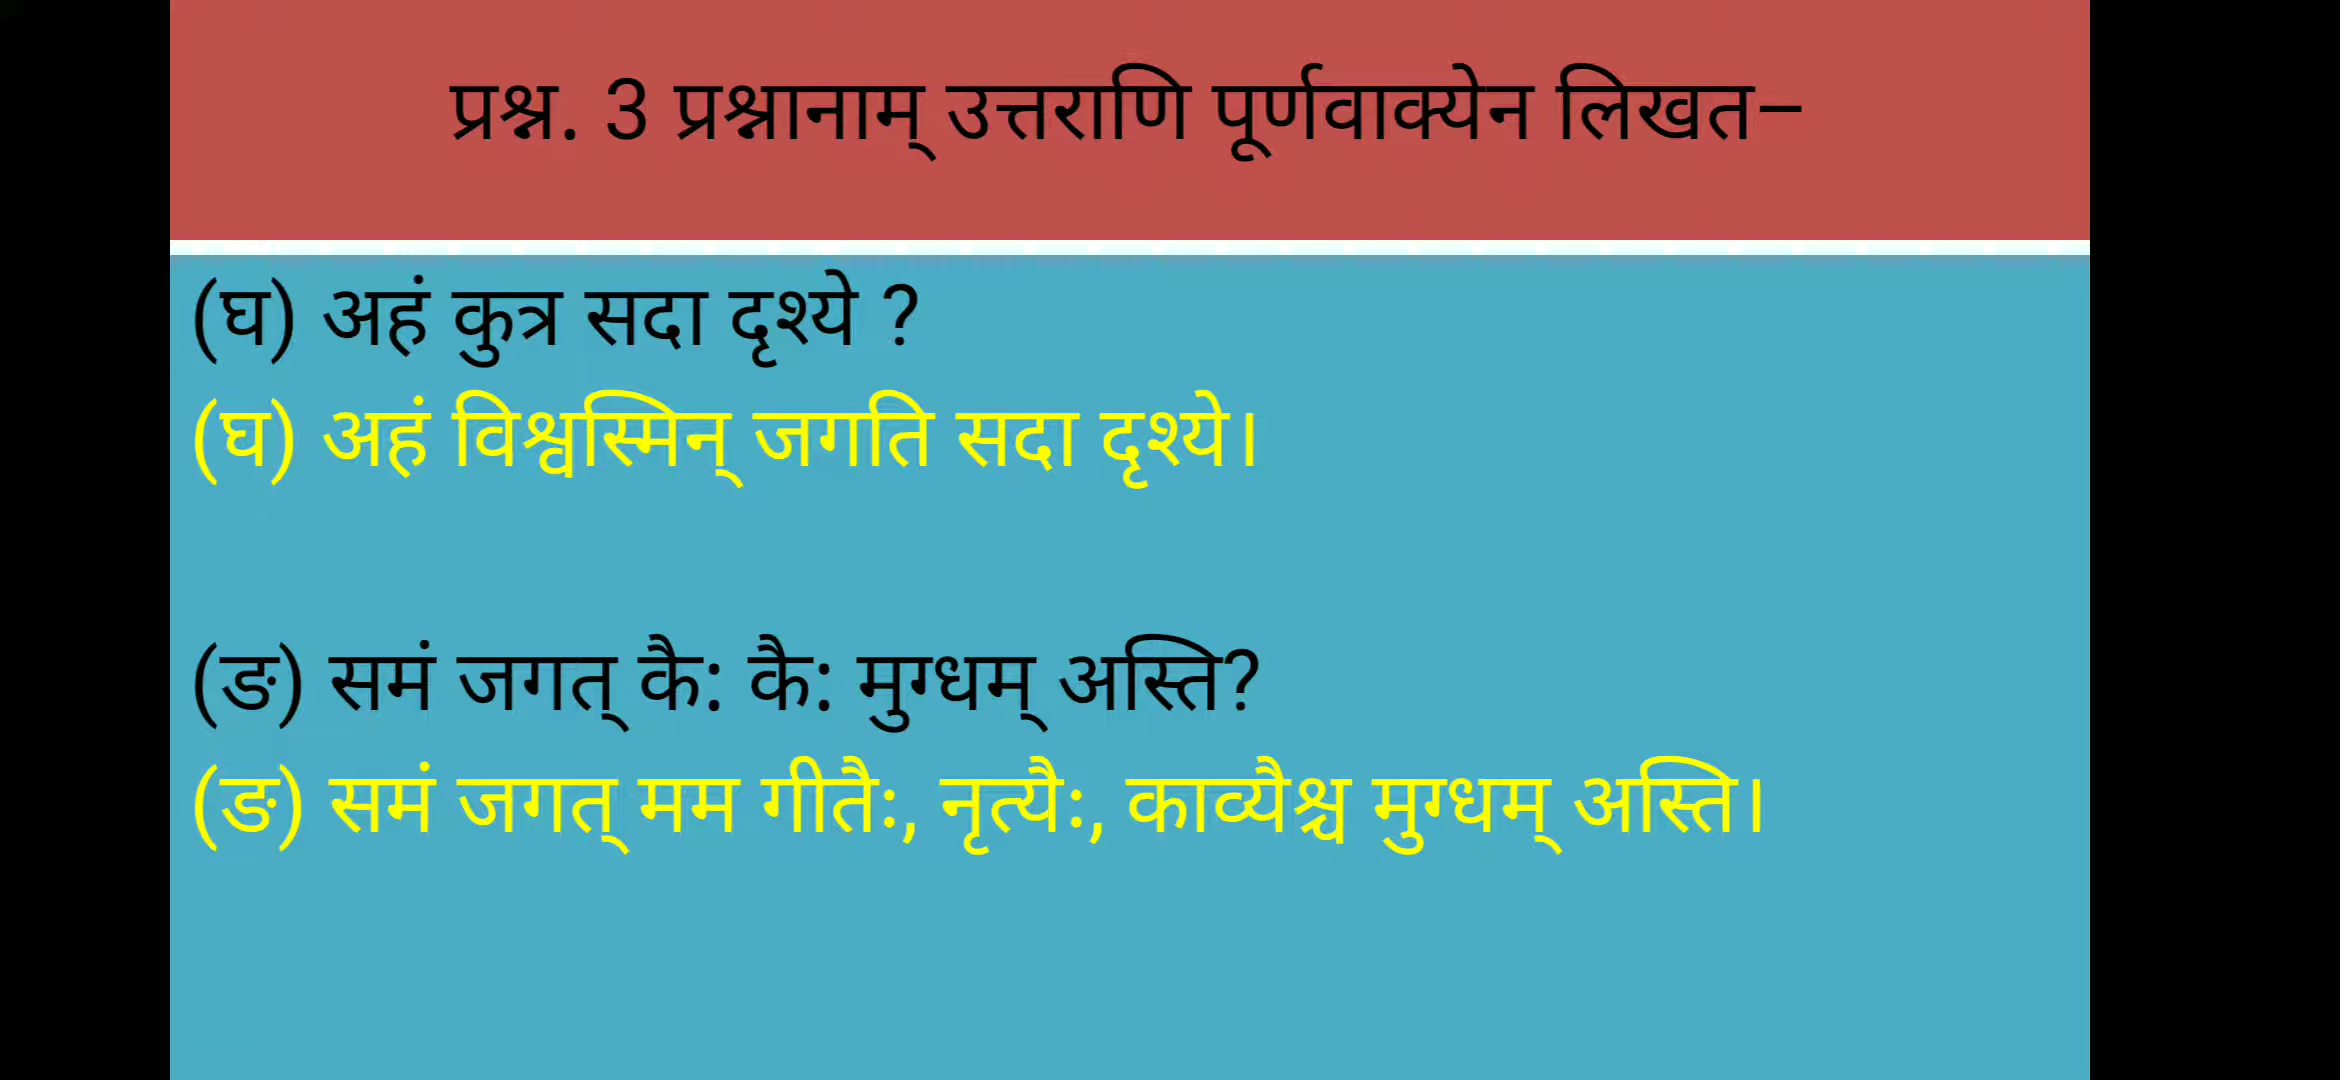 प्रश्न. 3 प्रश्नानाम् उत्तराणि पूर्णवाक्येन लिखत–
(घ) अहं कुत्र सदा दृश्ये ?
(घ) अहं विश्वस्मिन् जगति सदा दृश्ये।
(ङ) समं जगत् कै: कै: मुग्धम् अस्ति?
(ङ) समं जगत् मम गीतैः, नृत्यैः, काव्यैश्च मुग्धम् अस्ति।